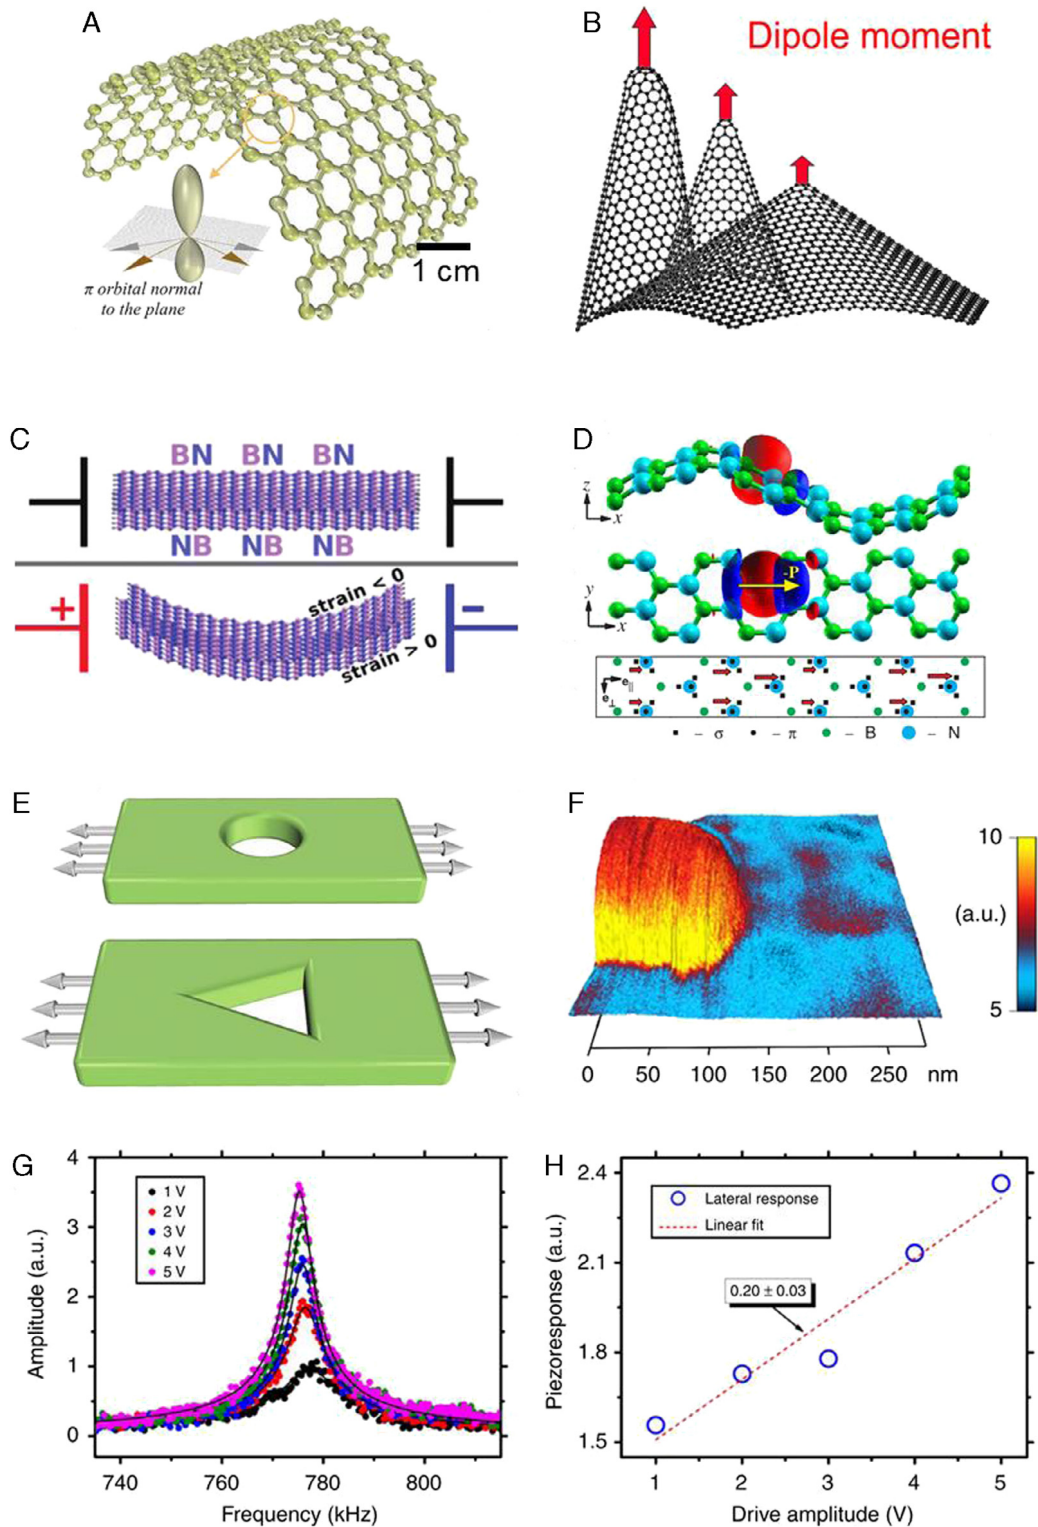 A
1 cm
π orbital normal
to the plane
B
Dipole moment
C
BN BN BN
NB NB NB
+
strain < 0
strain > 0
−
D
z
x
-P
y
x
e∥
e⊥
– σ – π – B – N
E
F
10
(a.u.)
5
0 50 100 150 200 250 nm
G
4
3
2
1
0
1 V
2 V
3 V
4 V
5 V
Amplitude (a.u.)
740 760 780 800
Frequency (kHz)
H
2.4
2.1
1.8
1.5
Lateral response
Linear fit
0.20 ± 0.03
Piezoresponse (a.u.)
1 2 3 4 5
Drive amplitude (V)